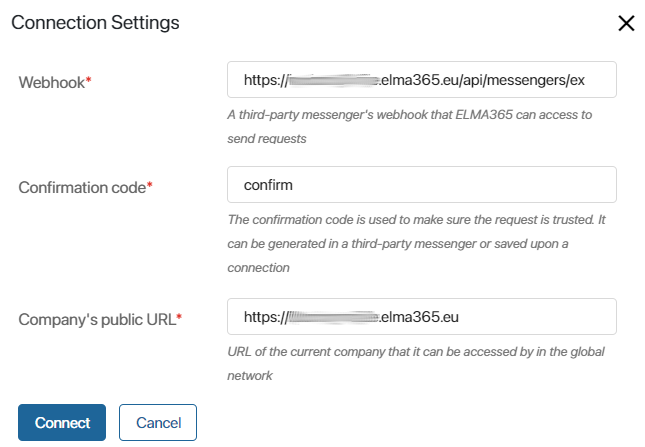 Connection Settings
Webhook*
https:// .elma365.eu/api/messengers/ex
A third-party messenger's webhook that ELMA365 can access to
send requests
Confirmation code*
confirm
The confirmation code is used to make sure the request is trusted. It
can be generated in a third-party messenger or saved upon a
connection
Company's public URL*
https:// .elma365.eu
URL of the current company that it can be accessed by in the global
network
Connect Cancel